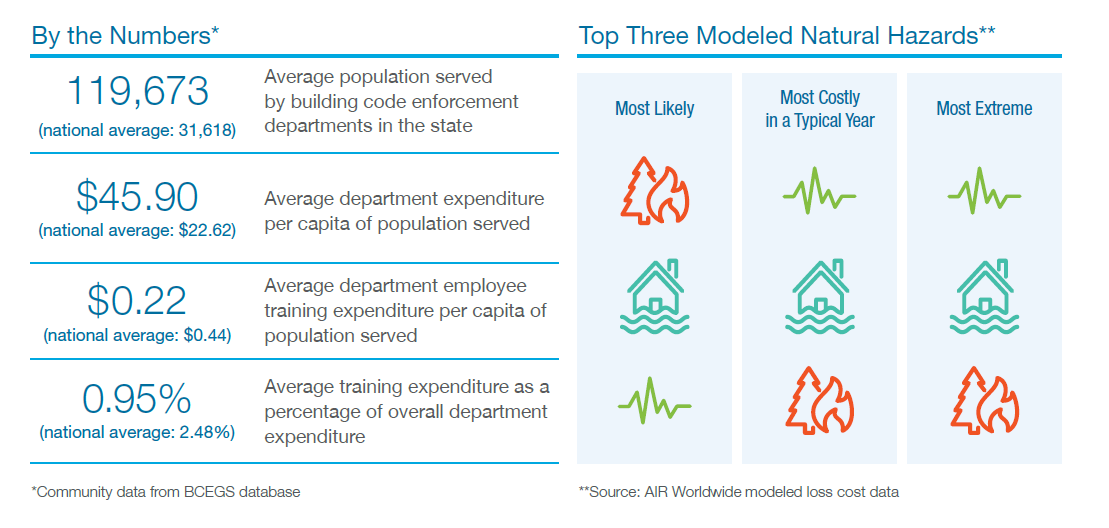 By the Numbers*
119,673
(national average: 31,618)
Average population served
by building code enforcement
departments in the state
$45.90
(national average: $22.62)
Average department expenditure
per capita of population served
$0.22
(national average: $0.44)
Average department employee
training expenditure per capita of
population served
0.95%
(national average: 2.48%)
Average training expenditure as a
percentage of overall department
expenditure
*Community data from BCEGS database
Top Three Modeled Natural Hazards**
Most Likely
Most Costly
in a Typical Year
Most Extreme
**Source: AIR Worldwide modeled loss cost data